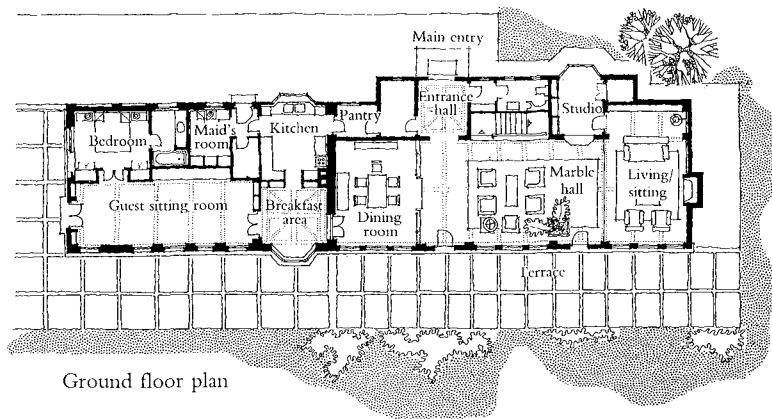 Main entry
Entrance
hall
Pantry
Studio
Bedroom
Maid's
room
Kitchen
Marble
hall
Living/
sitting
Guest sitting room
Breakfast
area
Dining
room
Terrace
Ground floor plan